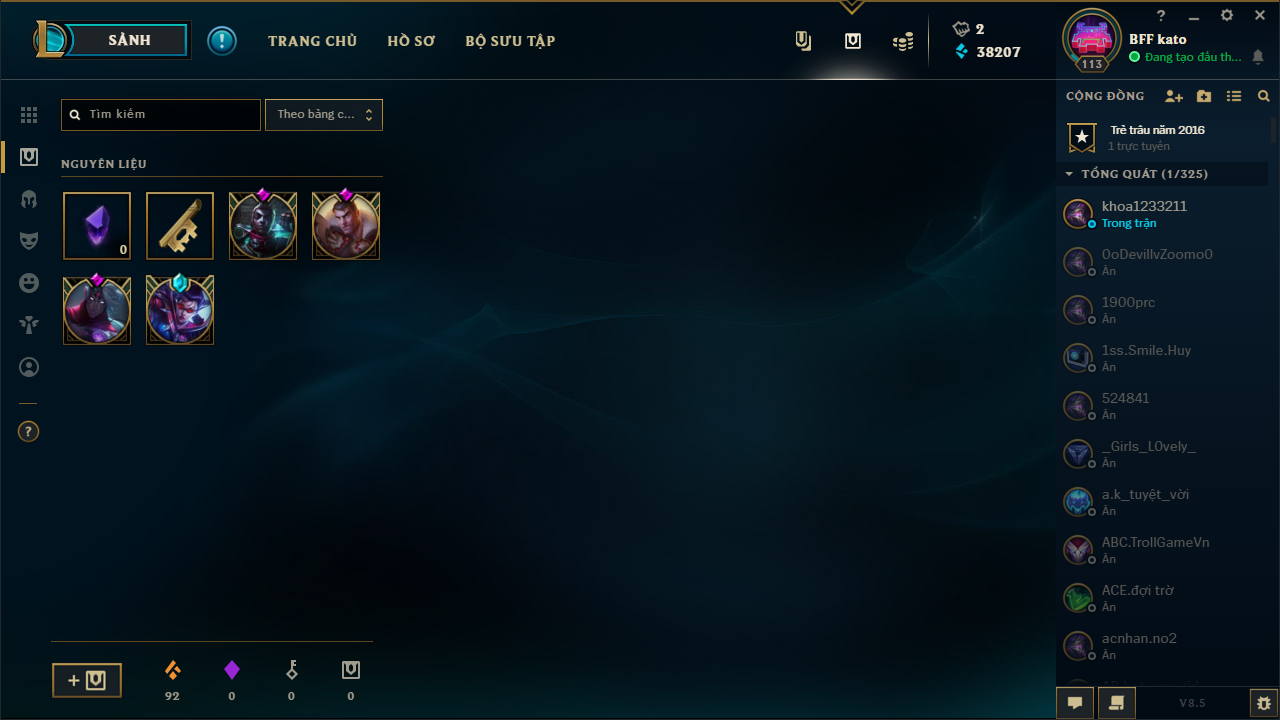 SẢNH
TRANG CHỦ
HỒ SƠ
BỘ SƯU TẬP
2
38207
?
113
BFF kato
Đang tạo đấu th...
Tìm kiếm
Theo bảng c...
NGUYÊN LIỆU
0
?
92
0
0
0
CỘNG ĐỒNG
Trẻ trâu năm 2016
1 trực tuyến
TỔNG QUÁT (1/325)
khoa1233211
Trong trận
0oDevillvZoomo0
Ẩn
1900prc
Ẩn
1ss.Smile.Huy
Ẩn
524841
Ẩn
_Girls_L0vely_
Ẩn
a.k_tuyệt_vời
Ẩn
ABC.TrollGameVn
Ẩn
ACE.đợi trờ
Ẩn
acnhan.no2
Ẩn
V8.5